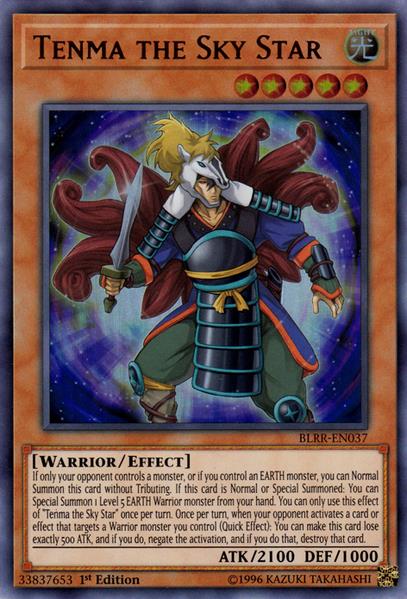 TENMA THE SKY STAR
LIGHT
光
BLRR-EN037
[WARRIOR/EFFECT]
If only your opponent controls a monster, or if you control an EARTH monster, you can Normal
Summon this card without Tributing. If this card is Normal or Special Summoned: You can
Special Summon 1 Level 5 EARTH Warrior monster from your hand. You can only use this effect
of "Tenma the Sky Star" once per turn. Once per turn, when your opponent activates a card or
effect that targets a Warrior monster you control (Quick Effect): You can make this card lose
exactly 500 ATK, and if you do, negate the activation, and if you do that, destroy that card.
ATK/2100 DEF/1000
33837653 1st Edition ©1996 KAZUKI TAKAHASHI